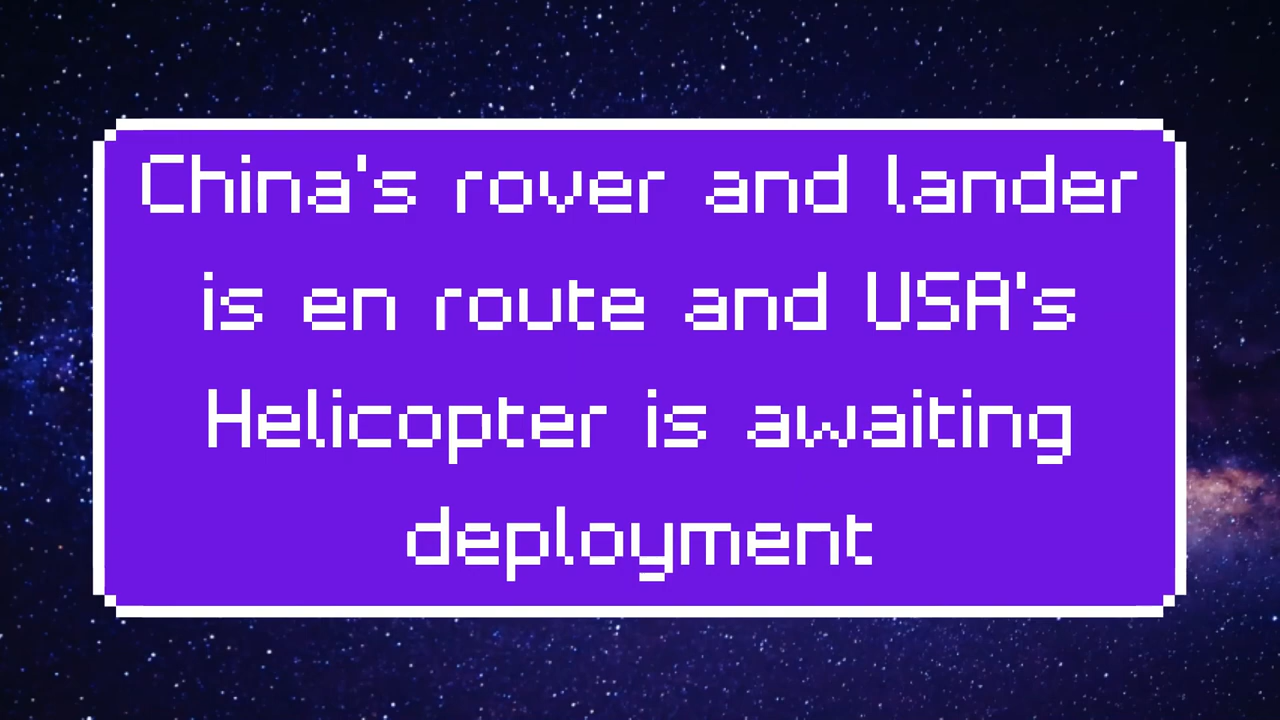 China's rover and lander
is en route and USA's
Helicopter is awaiting
deployment